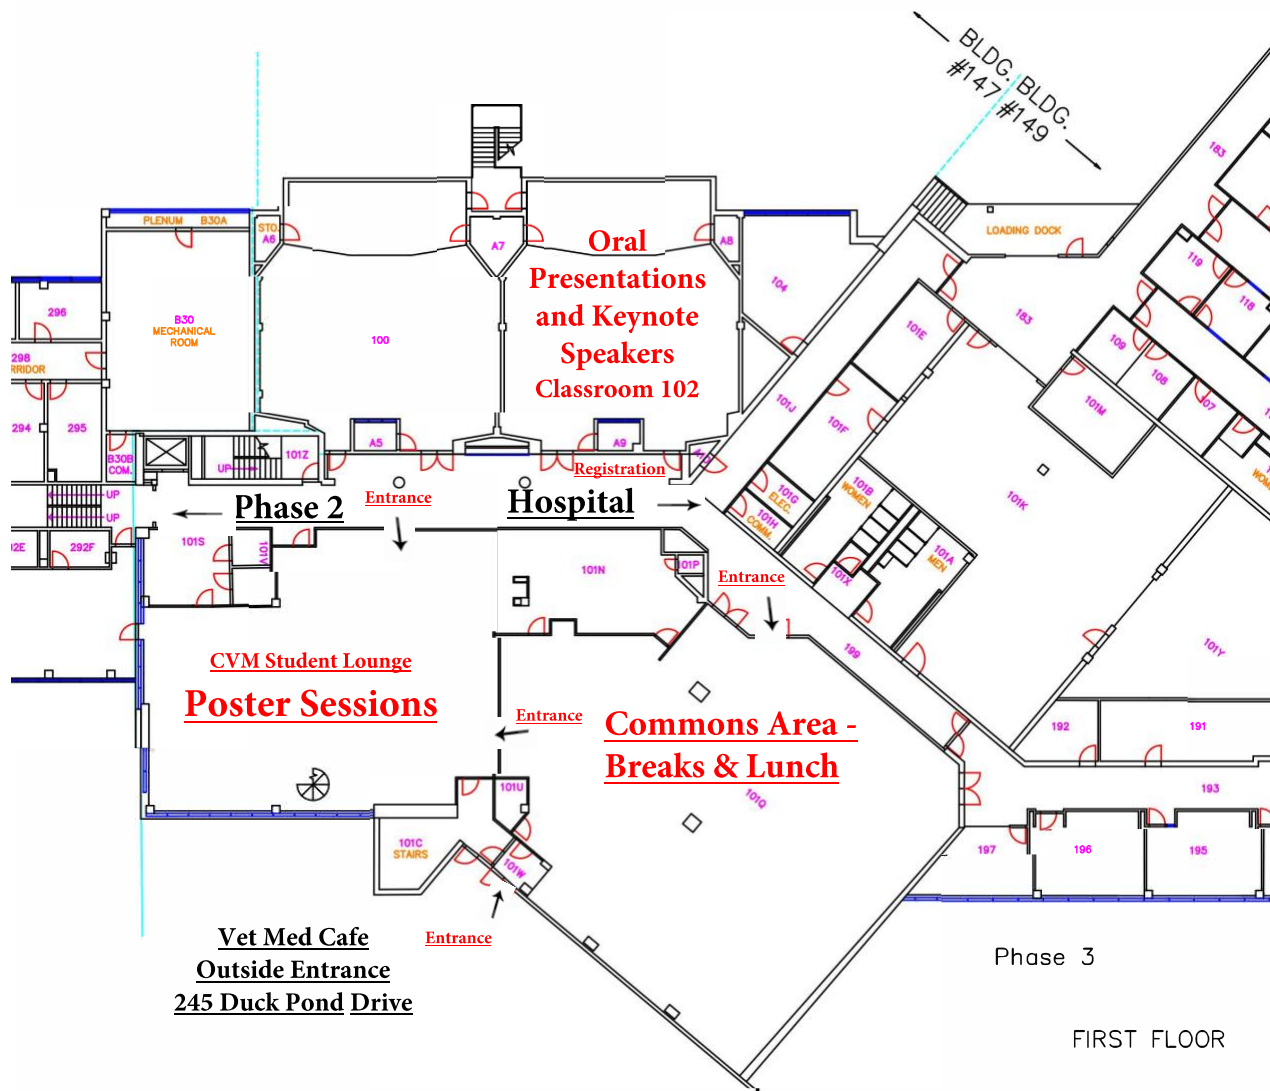 BLDG. BLDG.
#147 #149
183
PLENUM B30A
STO.
A6
A7
A8
LOADING DOCK
Oral
Presentations
and Keynote
Speakers
Classroom 102
104
119
118
296
B30
MECHANICAL
ROOM
100
101E
183
109
108
107
298
RRIDOR
101J
101F
101M
294
295
A5
A9
B30B
COM.
UP
101Z
Registration
101G
ELEC.
101B
WOMEN
101K
UP
UP
Phase 2
Entrance
Hospital
101H
COMM.
101A
MEN
292F
101S
101V
101N
101P
Entrance
101X
199
101Y
CVM Student Lounge
Poster Sessions
Entrance
Commons Area -
Breaks & Lunch
192
191
101U
101Q
193
101C
STAIRS
101W
197
196
195
Vet Med Cafe
Outside Entrance
245 Duck Pond Drive
Entrance
Phase 3
FIRST FLOOR